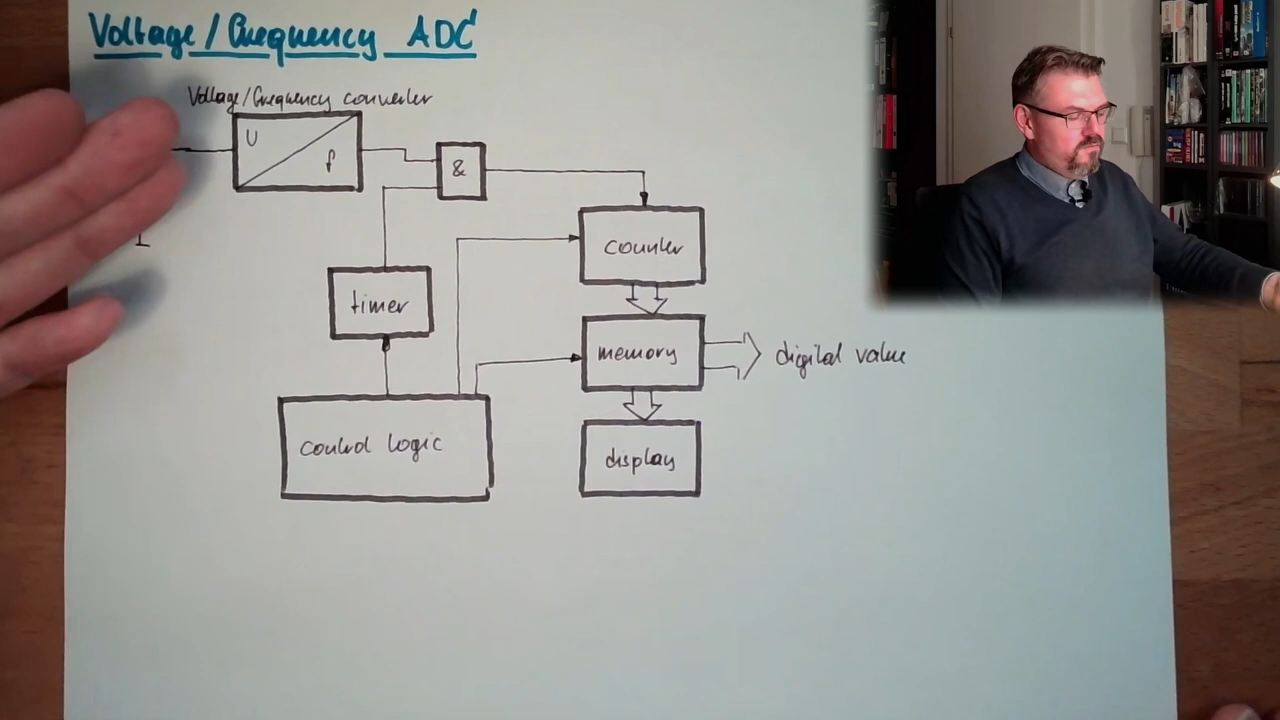 Voltage/Frequency ADC
Voltage/Frequency converter
U
f
&
counter
timer
memory
digital value
control logic
display